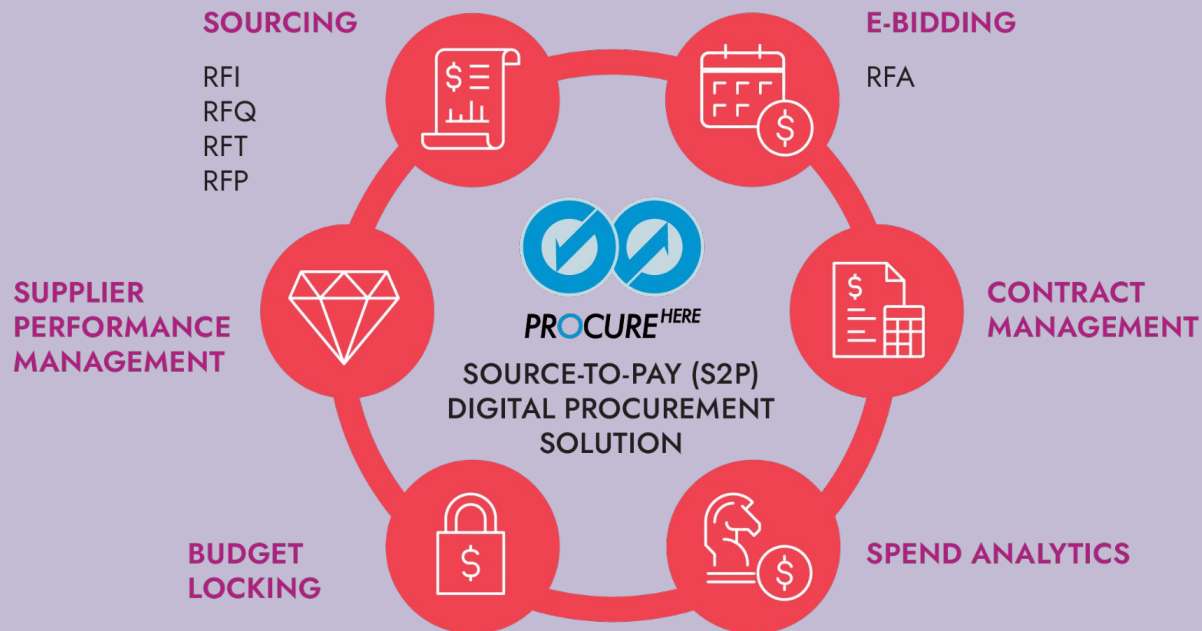 SOURCING
RFI
RFQ
RFT
RFP
E-BIDDING
RFA
SUPPLIER
PERFORMANCE
MANAGEMENT
PROCURE HERE
SOURCE-TO-PAY (S2P)
DIGITAL PROCUREMENT
SOLUTION
CONTRACT
MANAGEMENT
BUDGET
LOCKING
SPEND ANALYTICS
$
$
$
$
$